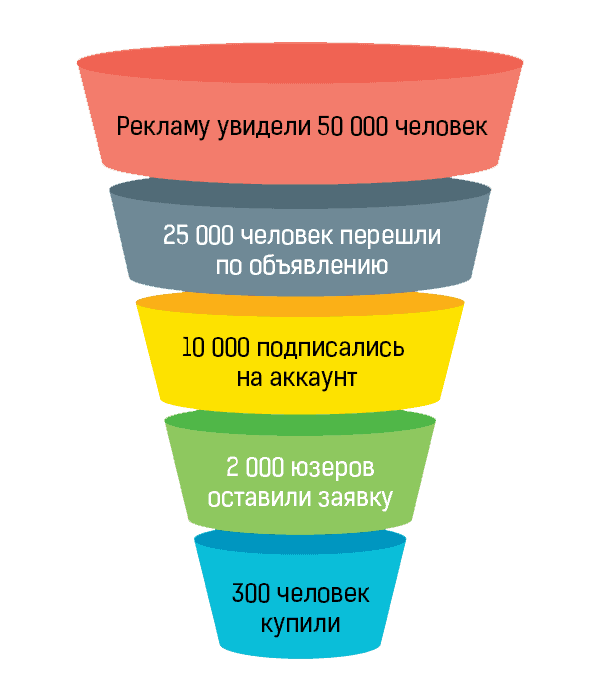 Рекламу увидели 50 000 человек
25 000 человек перешли
по объявлению
10 000 подписались
на аккаунт
2 000 юзеров
оставили заявку
300 человек
купили